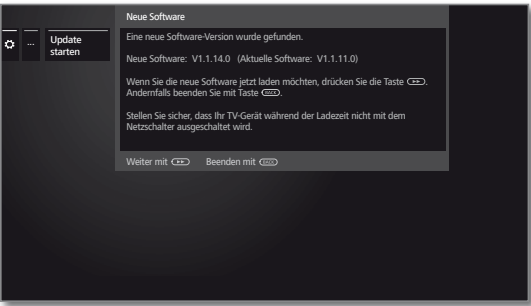 Neue Software
...
Update
starten
Eine neue Software-Version wurde gefunden.
Neue Software: V1.1.14.0 (Aktuelle Software: V1.1.11.0)
Wenn Sie die neue Software jetzt laden möchten, drücken Sie die Taste ▶▶.
Andernfalls beenden Sie mit Taste BACK.
Stellen Sie sicher, dass Ihr TV-Gerät während der Ladezeit nicht mit dem
Netzschalter ausgeschaltet wird.
Weiter mit ▶▶ Beenden mit BACK